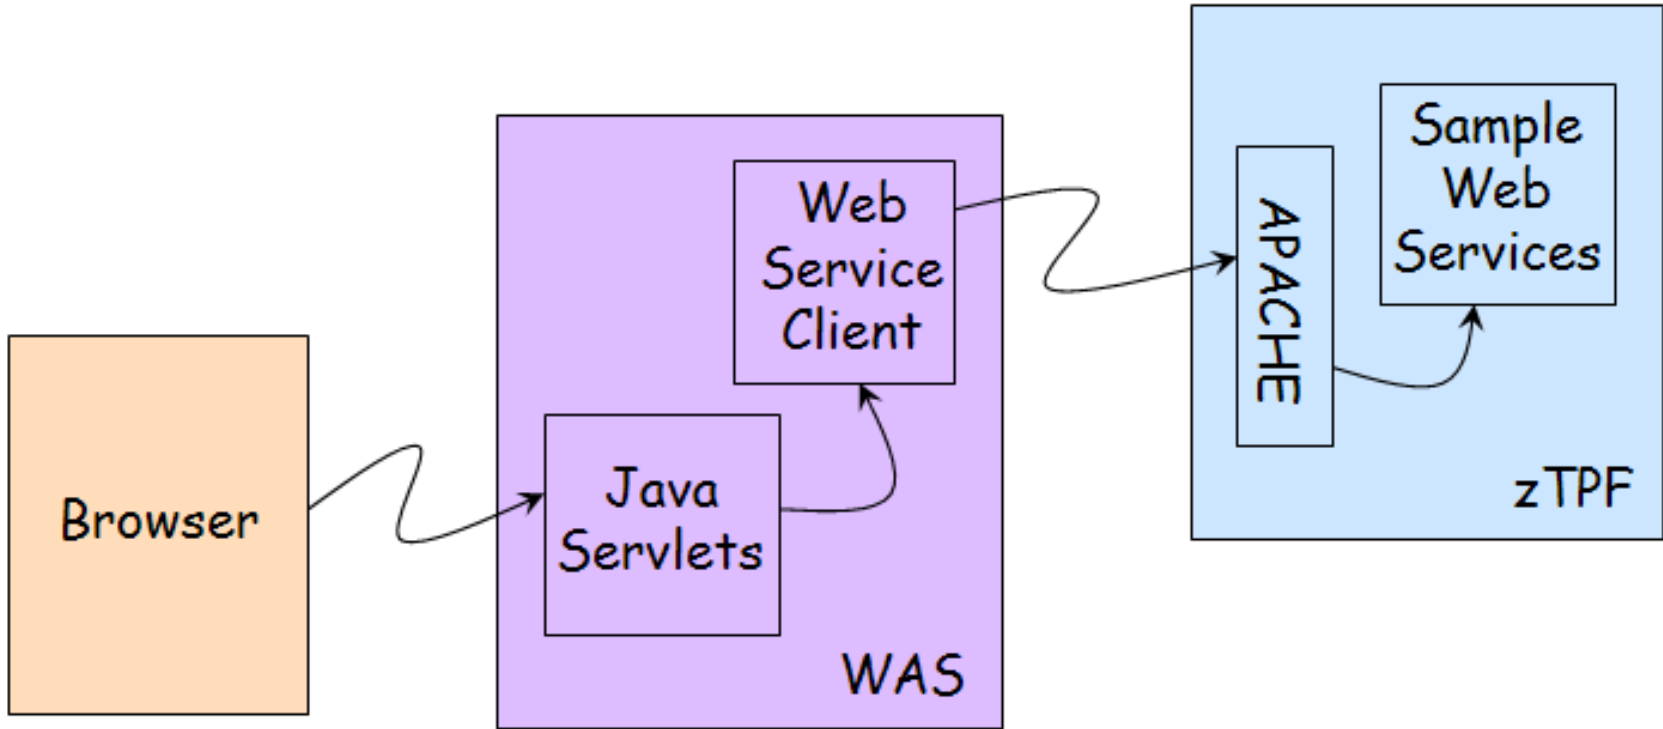 Browser
Java
Servlets
Web
Service
Client
WAS
APACHE
Sample
Web
Services
zTPF